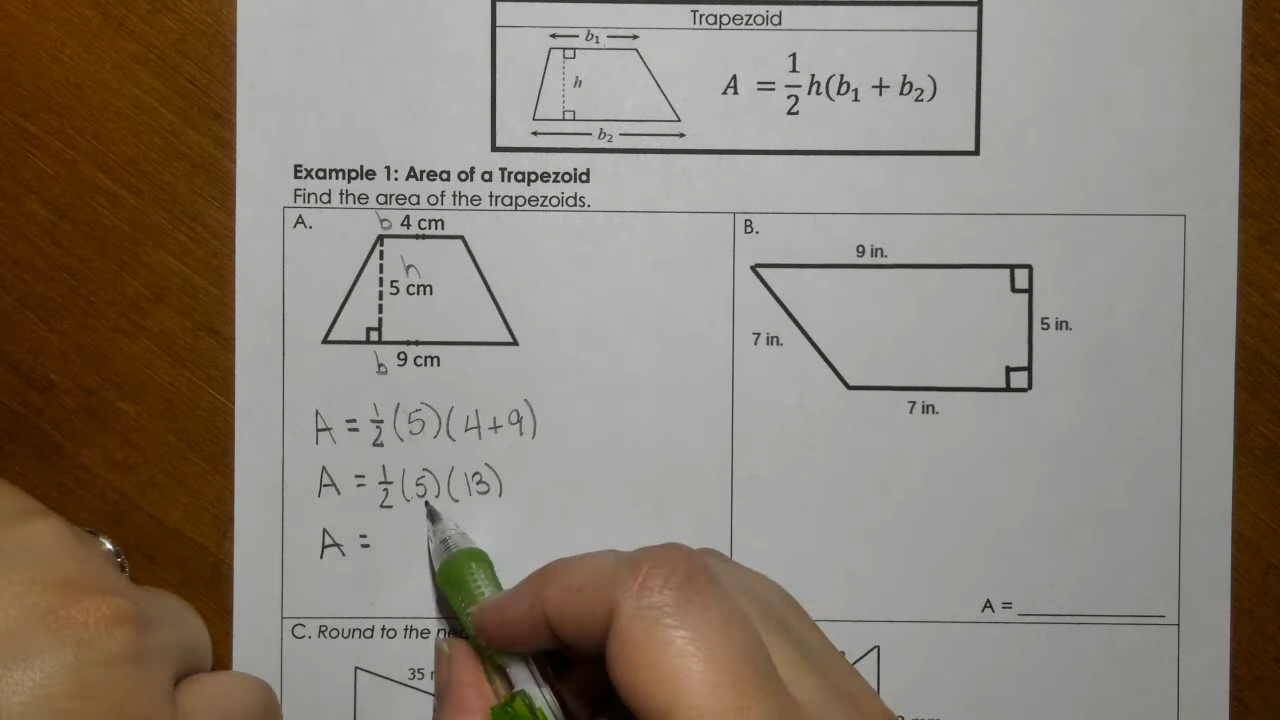 Trapezoid
b₁
h
b₂
A = 1/2 h(b₁ + b₂)
Example 1: Area of a Trapezoid
Find the area of the trapezoids.
A.
b 4 cm
h
5 cm
b 9 cm
A = 1/2 (5)(4+9)
A = 1/2 (5)(13)
A =
B.
9 in.
5 in.
7 in.
7 in.
A = ____________
C. Round to the
35